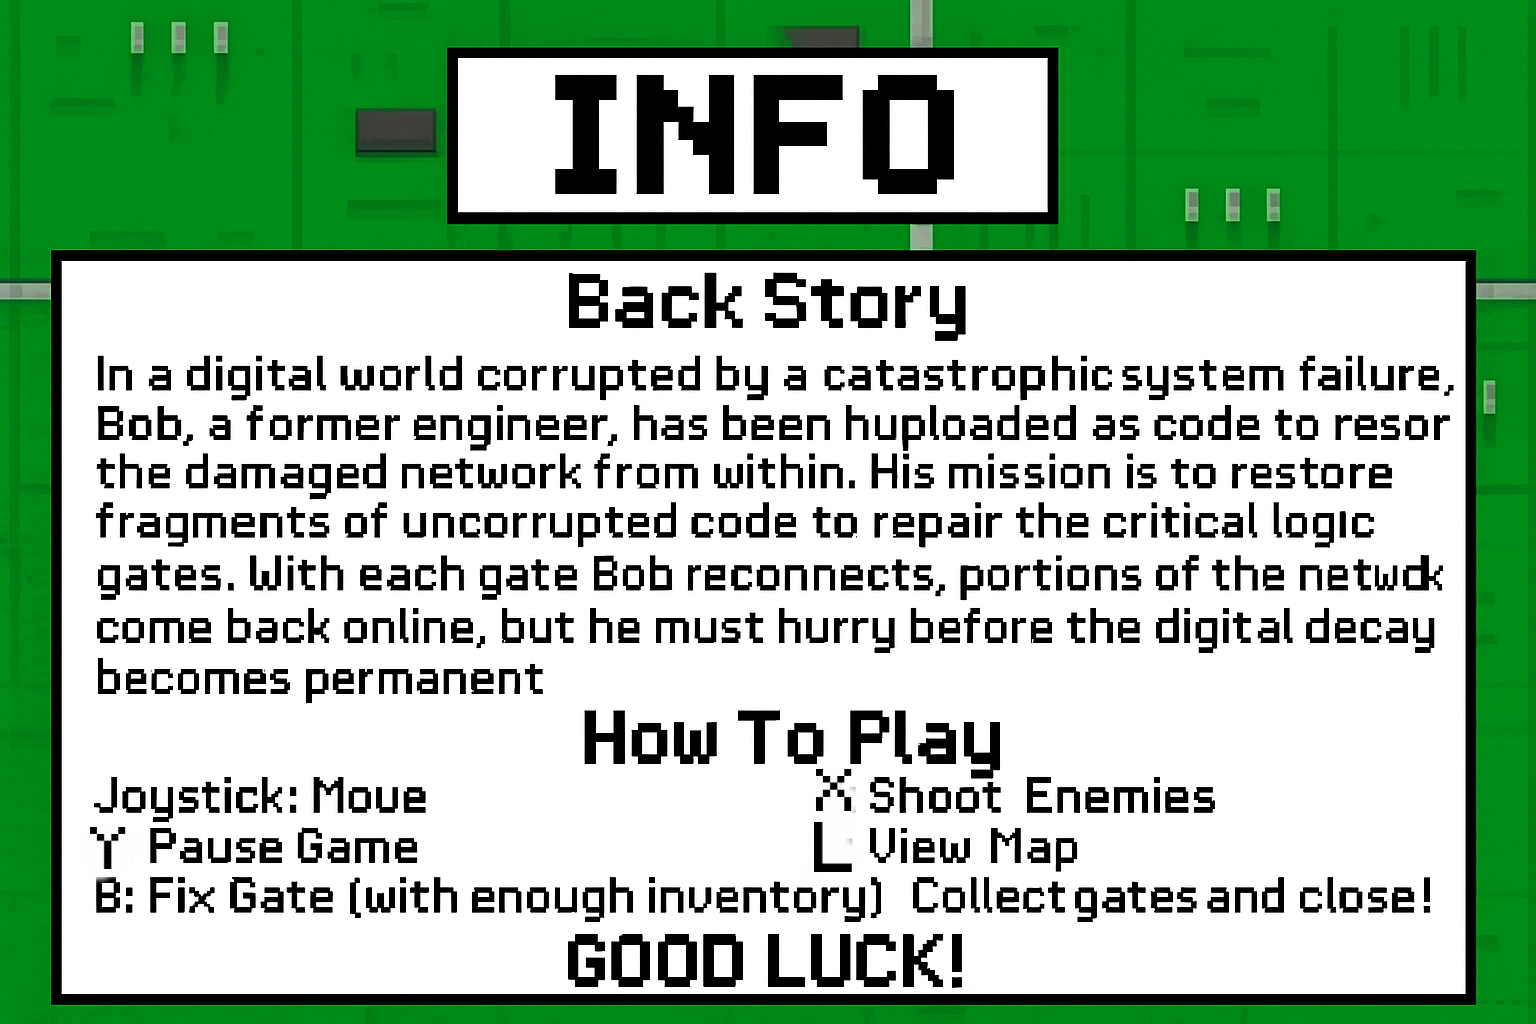 INFO
Back Story
In a digital world corrupted by a catastrophic system failure,
Bob, a former engineer, has been huploaded as code to resor
the damaged network from within. His mission is to restore
fragments of uncorrupted code to repair the critical logic
gates. With each gate Bob reconnects, portions of the netwdk
come back online, but he must hurry before the digital decay
becomes permanent
How To Play
Joystick: Move X Shoot Enemies
Y Pause Game L View Map
B: Fix Gate (with enough inventory) Collect gates and close!
GOOD LUCK!